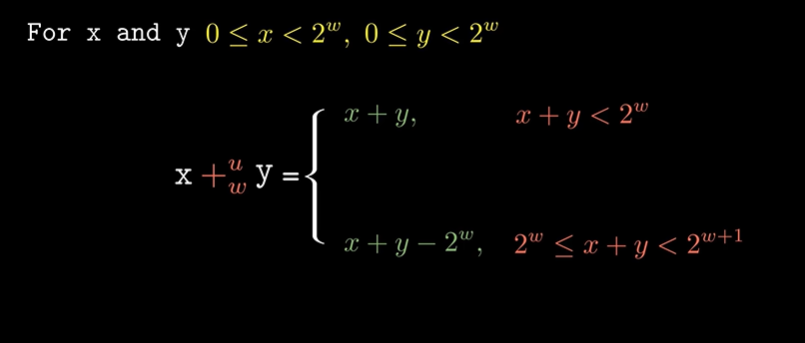 For x and y 0 ≤ x < 2^w, 0 ≤ y < 2^w
x + y, x + y < 2^w
x +^u_w y = {
x + y − 2^w, 2^w ≤ x + y < 2^{w+1}